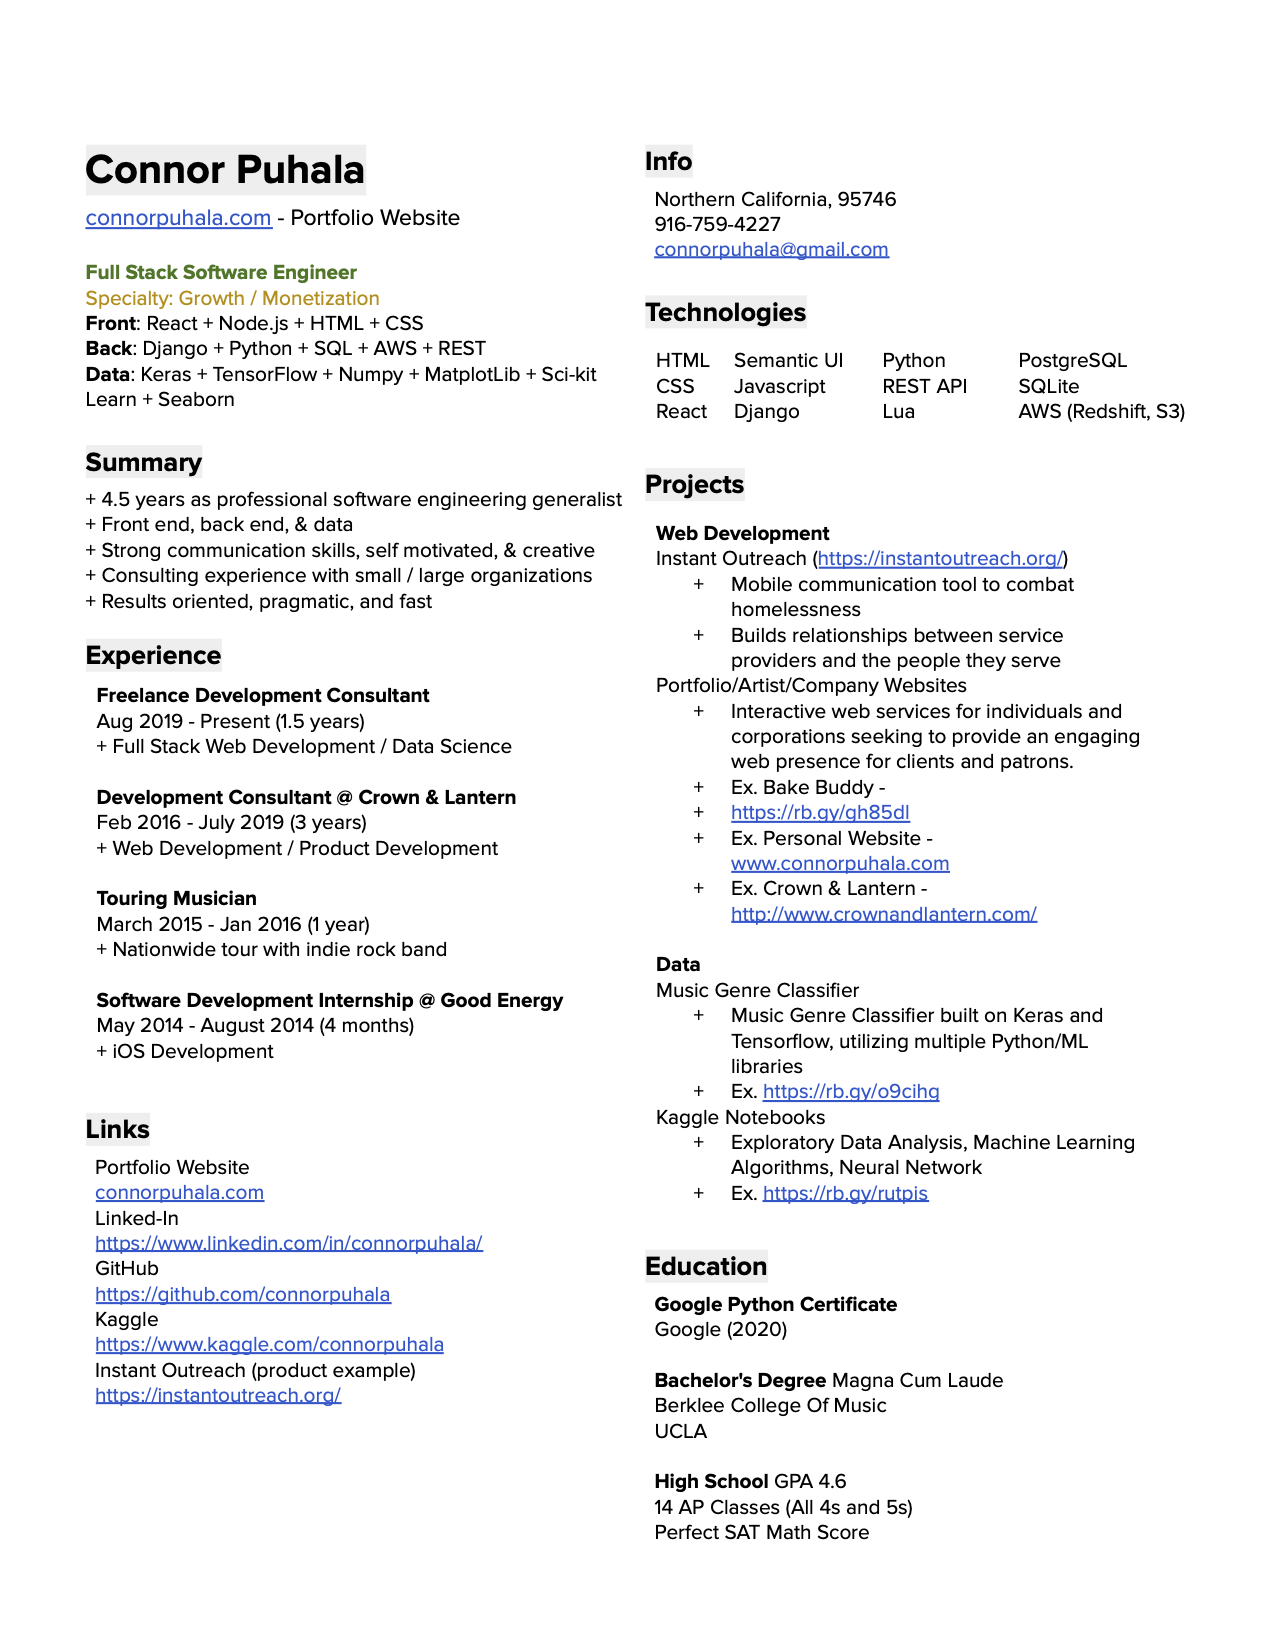 Connor Puhala
connorpuhala.com - Portfolio Website
Full Stack Software Engineer
Specialty: Growth / Monetization
Front: React + Node.js + HTML + CSS
Back: Django + Python + SQL + AWS + REST
Data: Keras + TensorFlow + Numpy + MatplotLib + Sci-kit
Learn + Seaborn
Summary
+ 4.5 years as professional software engineering generalist
+ Front end, back end, & data
+ Strong communication skills, self motivated, & creative
+ Consulting experience with small / large organizations
+ Results oriented, pragmatic, and fast
Experience
Freelance Development Consultant
Aug 2019 - Present (1.5 years)
+ Full Stack Web Development / Data Science
Development Consultant @ Crown & Lantern
Feb 2016 - July 2019 (3 years)
+ Web Development / Product Development
Touring Musician
March 2015 - Jan 2016 (1 year)
+ Nationwide tour with indie rock band
Software Development Internship @ Good Energy
May 2014 - August 2014 (4 months)
+ iOS Development
Links
Portfolio Website
connorpuhala.com
Linked-In
https://www.linkedin.com/in/connorpuhala/
GitHub
https://github.com/connorpuhala
Kaggle
https://www.kaggle.com/connorpuhala
Instant Outreach (product example)
https://instantoutreach.org/
Info
Northern California, 95746
916-759-4227
connorpuhala@gmail.com
Technologies
HTML Semantic UI Python PostgreSQL
CSS Javascript REST API SQLite
React Django Lua AWS (Redshift, S3)
Projects
Web Development
Instant Outreach (https://instantoutreach.org/)
+ Mobile communication tool to combat
homelessness
+ Builds relationships between service
providers and the people they serve
Portfolio/Artist/Company Websites
+ Interactive web services for individuals and
corporations seeking to provide an engaging
web presence for clients and patrons.
+ Ex. Bake Buddy -
+ https://rb.gy/gh85dl
+ Ex. Personal Website -
www.connorpuhala.com
+ Ex. Crown & Lantern -
http://www.crownandlantern.com/
Data
Music Genre Classifier
+ Music Genre Classifier built on Keras and
Tensorflow, utilizing multiple Python/ML
libraries
+ Ex. https://rb.gy/o9cihq
Kaggle Notebooks
+ Exploratory Data Analysis, Machine Learning
Algorithms, Neural Network
+ Ex. https://rb.gy/rutpis
Education
Google Python Certificate
Google (2020)
Bachelor's Degree Magna Cum Laude
Berklee College Of Music
UCLA
High School GPA 4.6
14 AP Classes (All 4s and 5s)
Perfect SAT Math Score